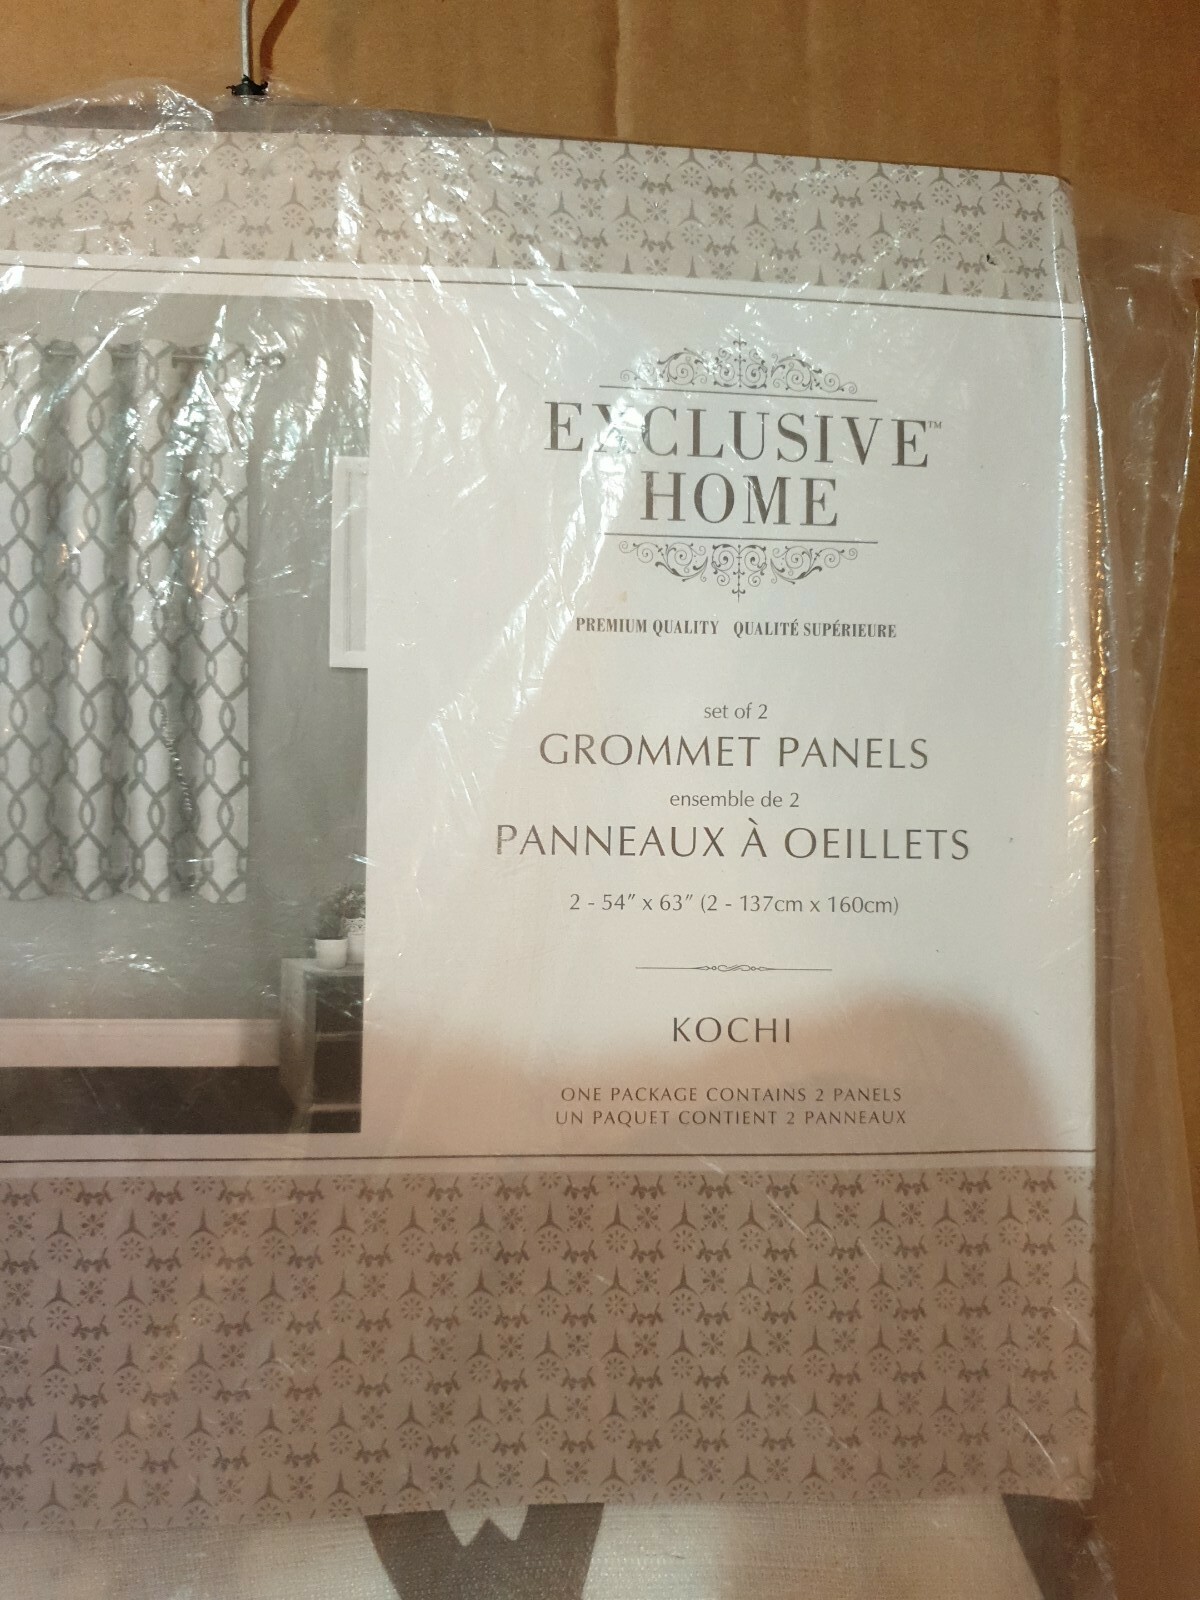 EXCLUSIVE™
HOME
PREMIUM QUALITY QUALITÉ SUPÉRIEURE
set of 2
GROMMET PANELS
ensemble de 2
PANNEAUX À OEILLETS
2 - 54” x 63” (2 - 137cm x 160cm)
KOCHI
ONE PACKAGE CONTAINS 2 PANELS
UN PAQUET CONTIENT 2 PANNEAUX